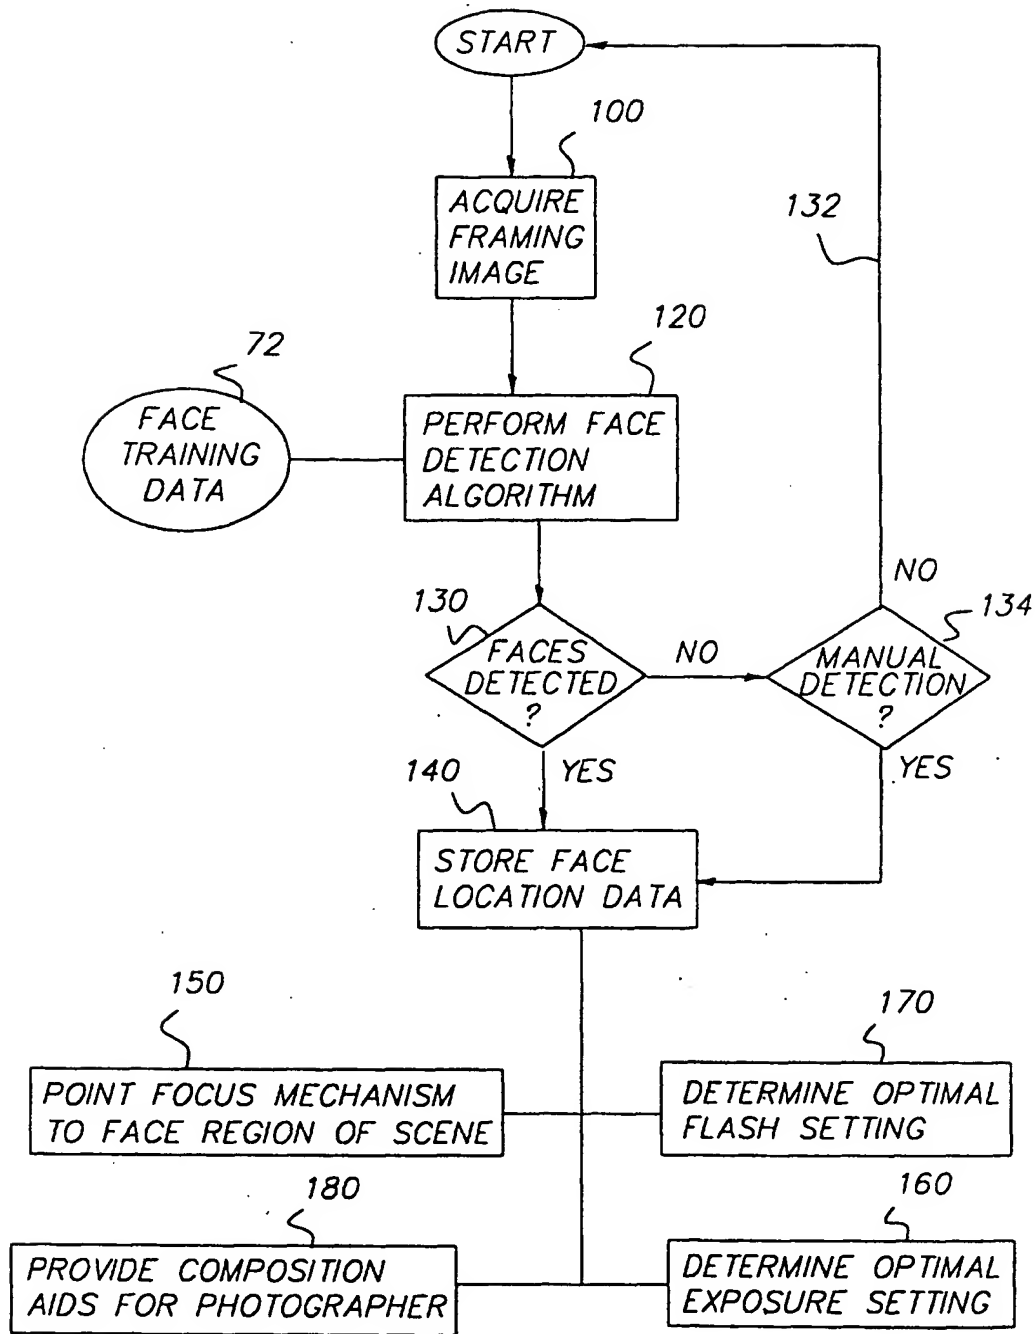 START
100
ACQUIRE
FRAMING
IMAGE
132
120
72
FACE
TRAINING
DATA
PERFORM FACE
DETECTION
ALGORITHM
NO
130
134
FACES
DETECTED
?
NO
MANUAL
DETECTION
?
140
YES
YES
STORE FACE
LOCATION DATA
150
170
POINT FOCUS MECHANISM
TO FACE REGION OF SCENE
DETERMINE OPTIMAL
FLASH SETTING
180
160
PROVIDE COMPOSITION
AIDS FOR PHOTOGRAPHER
DETERMINE OPTIMAL
EXPOSURE SETTING